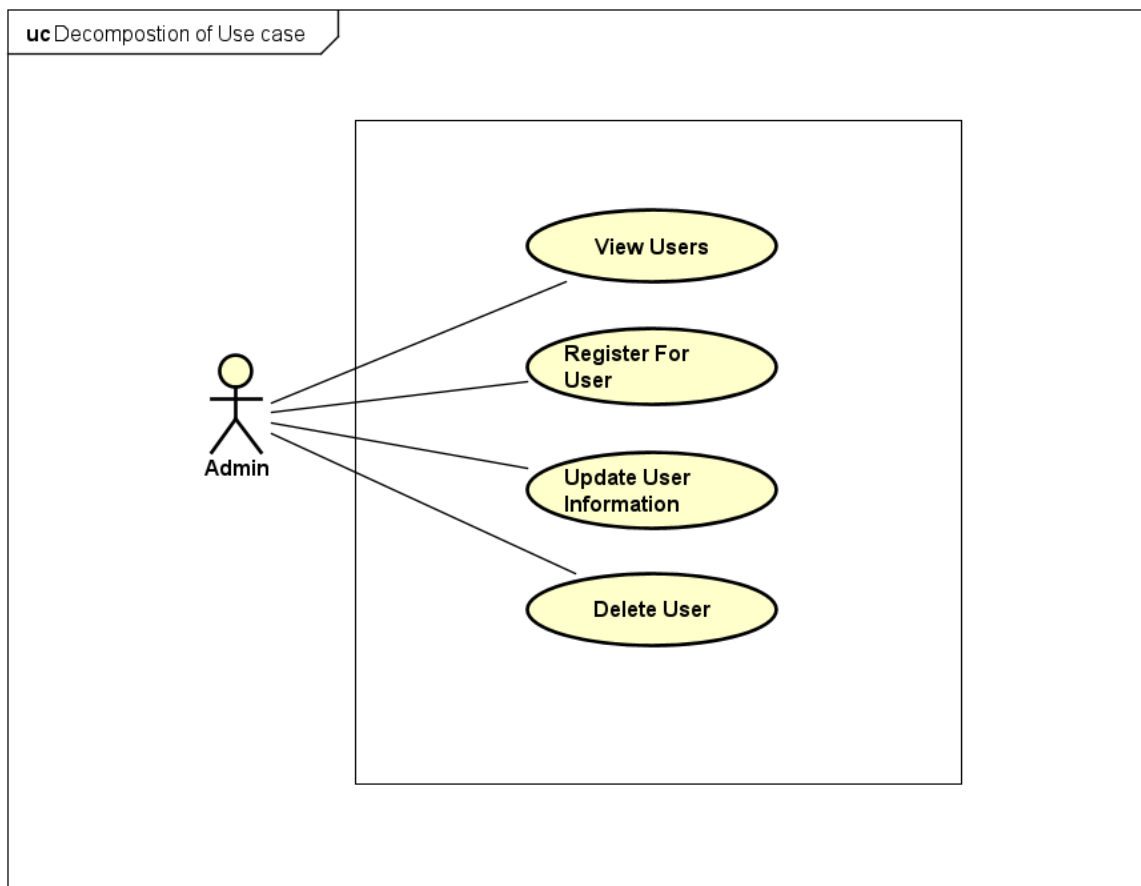 uc Decompostion of Use case
View Users
Register For
User
Admin
Update User
Information
Delete User